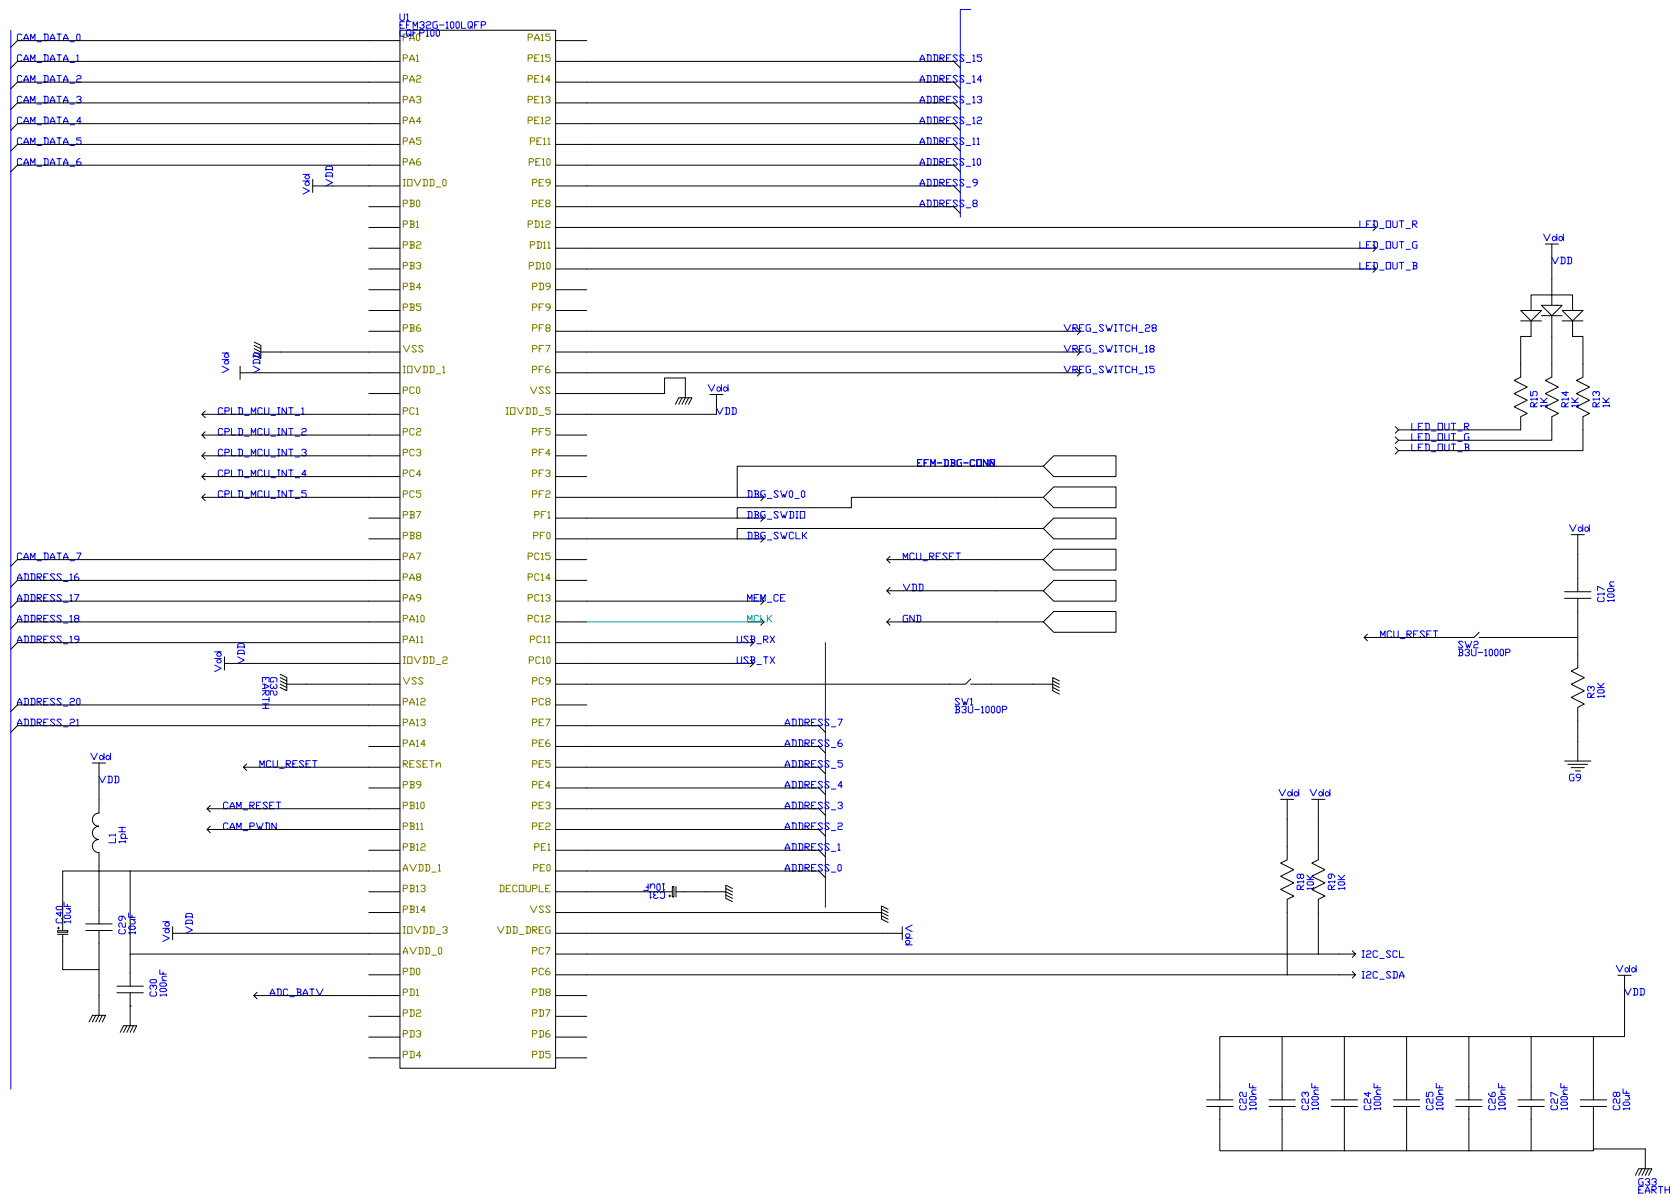 U1
EFM32G-100LQFP
LQFP100
CAM_DATA_0
CAM_DATA_1
CAM_DATA_2
CAM_DATA_3
CAM_DATA_4
CAM_DATA_5
CAM_DATA_6
Vdd
VDD
Vdd
VDD
CPLD_MCU_INT_1
CPLD_MCU_INT_2
CPLD_MCU_INT_3
CPLD_MCU_INT_4
CPLD_MCU_INT_5
CAM_DATA_7
ADDRESS_16
ADDRESS_17
ADDRESS_18
ADDRESS_19
Vdd
VDD
G32
EARTH
ADDRESS_20
ADDRESS_21
MCU_RESET
CAM_RESET
CAM_PWDN
Vdd
VDD
L1
1pH
C40
10uF
C29
10uF
C30
100nF
Vdd
VDD
ADC_BATV
PA0
PA1
PA2
PA3
PA4
PA5
PA6
IOVDD_0
PB0
PB1
PB2
PB3
PB4
PB5
PB6
VSS
IOVDD_1
PC0
PC1
PC2
PC3
PC4
PC5
PB7
PB8
PA7
PA8
PA9
PA10
PA11
IOVDD_2
VSS
PA12
PA13
PA14
RESETn
PB9
PB10
PB11
PB12
AVDD_1
PB13
PB14
IOVDD_3
AVDD_0
PD0
PD1
PD2
PD3
PD4
PA15
PE15
PE14
PE13
PE12
PE11
PE10
PE9
PE8
PD12
PD11
PD10
PD9
PF9
PF8
PF7
PF6
VSS
IOVDD_5
PF5
PF4
PF3
PF2
PF1
PF0
PC15
PC14
PC13
PC12
PC11
PC10
PC9
PC8
PE7
PE6
PE5
PE4
PE3
PE2
PE1
PE0
DECOUPLE
VSS
VDD_DREG
PC7
PC6
PD8
PD7
PD6
PD5
ADDRESS_15
ADDRESS_14
ADDRESS_13
ADDRESS_12
ADDRESS_11
ADDRESS_10
ADDRESS_9
ADDRESS_8
LED_OUT_R
LED_OUT_G
LED_OUT_B
VREG_SWITCH_28
VREG_SWITCH_18
VREG_SWITCH_15
Vdd
VDD
EFM-DBG-CONN
DBG_SWO_0
DBG_SWDIO
DBG_SWCLK
MCU_RESET
VDD
GND
MEM_CE
MCLK
USB_RX
USB_TX
SW1
B3U-1000P
ADDRESS_7
ADDRESS_6
ADDRESS_5
ADDRESS_4
ADDRESS_3
ADDRESS_2
ADDRESS_1
ADDRESS_0
C31
10uF
Vdd
I2C_SCL
I2C_SDA
Vdd
Vdd
R18
10K
R19
10K
Vdd
VDD
R15
1K
R14
1K
R13
1K
LED_OUT_R
LED_OUT_G
LED_OUT_B
Vdd
C17
100n
MCU_RESET
SW2
B3U-1000P
R3
10K
G9
Vdd
VDD
C22
100nF
C23
100nF
C24
100nF
C25
100nF
C26
100nF
C27
100nF
C28
10uF
G33
EARTH